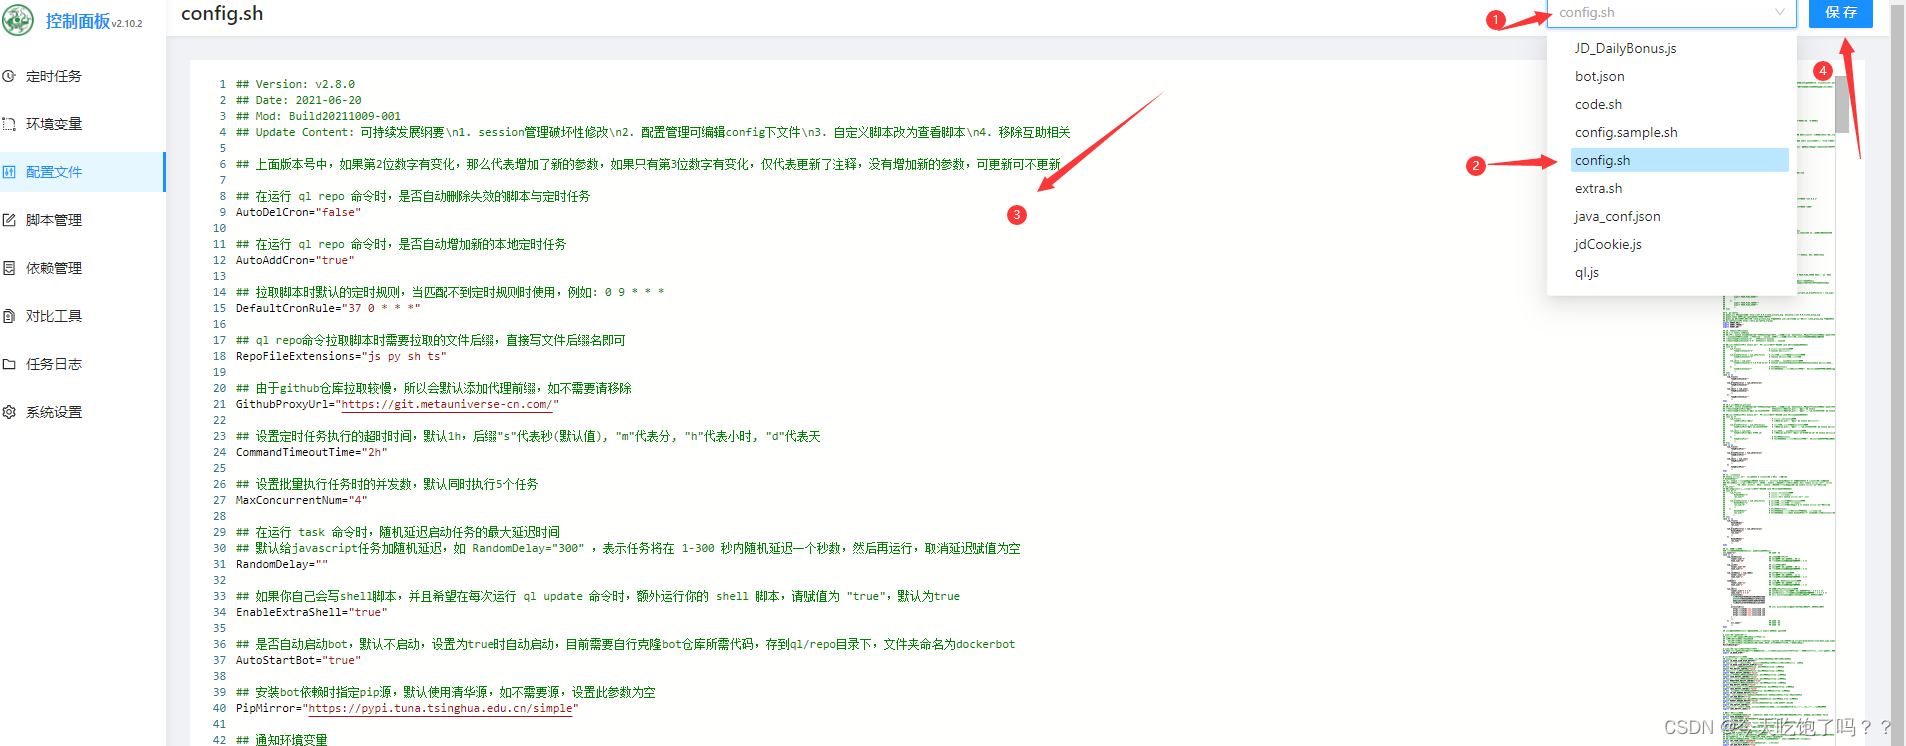 控制面板v2.10.2
config.sh
1
config.sh
保 存
定时任务
环境变量
配置文件
脚本管理
依赖管理
对比工具
任务日志
系统设置
JD_DailyBonus.js
bot.json
code.sh
config.sample.sh
config.sh
extra.sh
java_conf.json
jdCookie.js
ql.js
2
3
4
1 ## Version: v2.8.0
2 ## Date: 2021-06-20
3 ## Mod: Build20211009-001
4 ## Update Content: 可持续发展纲要\n1. session管理破坏性修改\n2. 配置管理可编辑config下文件\n3. 自定义脚本改为查看脚本\n4. 移除互助相关
5
6 ## 上面版本号中，如果第2位数字有变化，那么代表增加了新的参数，如果只有第3位数字有变化，仅代表更新了注释，没有增加新的参数，可更新可不更新
7
8 ## 在运行 ql repo 命令时，是否自动删除失效的脚本与定时任务
9 AutoDelCron="false"
10
11 ## 在运行 ql repo 命令时，是否自动增加新的本地定时任务
12 AutoAddCron="true"
13
14 ## 拉取脚本时默认的定时规则，当匹配不到定时规则时使用，例如: 0 9 * * *
15 DefaultCronRule="37 0 * * *"
16
17 ## ql repo命令拉取脚本时需要拉取的文件后缀，直接写文件后缀名即可
18 RepoFileExtensions="js py sh ts"
19
20 ## 由于github仓库拉取较慢，所以会默认添加代理前缀，如不需要请移除
21 GithubProxyUrl="https://git.metauniverse-cn.com/"
22
23 ## 设置定时任务执行的超时时间，默认1h，后缀"s"代表秒(默认值), "m"代表分, "h"代表小时, "d"代表天
24 CommandTimeoutTime="2h"
25
26 ## 设置批量执行任务时的并发数，默认同时执行5个任务
27 MaxConcurrentNum="4"
28
29 ## 在运行 task 命令时，随机延迟启动任务的最大延迟时间
30 ## 默认给javascript任务加随机延迟，如 RandomDelay="300" ，表示任务将在 1-300 秒内随机延迟一个秒数，然后再运行，取消延迟赋值为空
31 RandomDelay=""
32
33 ## 如果你自己会写shell脚本，并且希望在每次运行 ql update 命令时，额外运行你的 shell 脚本，请赋值为 "true"，默认为true
34 EnableExtraShell="true"
35
36 ## 是否自动启动bot，默认不启动，设置为true时自动启动，目前需要自行克隆bot仓库所需代码，存到ql/repo目录下，文件夹命名为dockerbot
37 AutoStartBot="true"
38
39 ## 安装bot依赖时指定pip源，默认使用清华源，如不需要源，设置此参数为空
40 PipMirror="https://pypi.tuna.tsinghua.edu.cn/simple"
41
42 ## 通知环境变量
CSDN @今天吃饱了吗？？